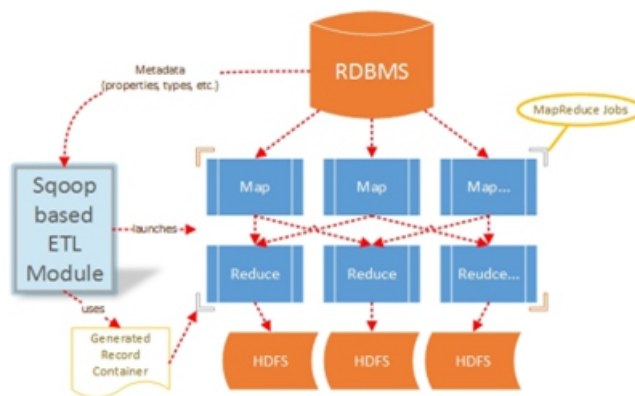 RDBMS
Metadata
(properties, types, etc.)
MapReduce Jobs
Sqoop
based
ETL
Module
launches
Map
Map
Map...
Reduce
Reduce
Reudce...
uses
Generated
Record
Container
HDFS
HDFS
HDFS